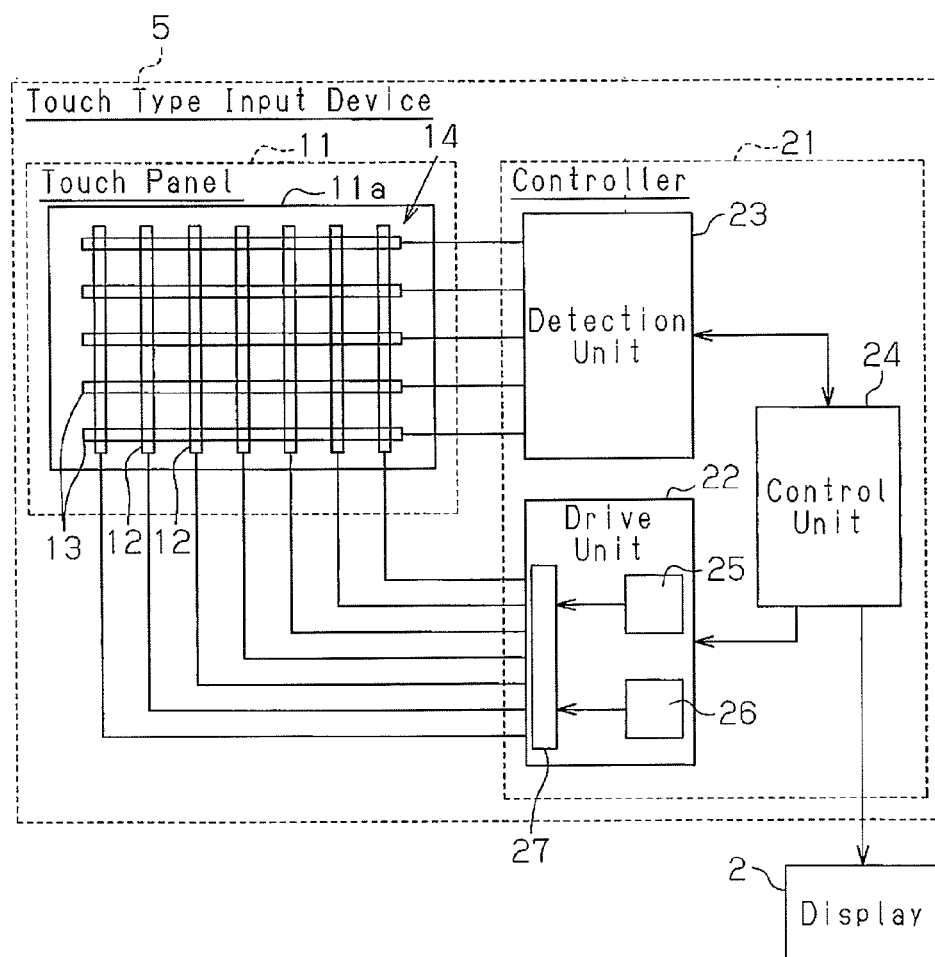 5
Touch Type Input Device
11
14
21
Touch Panel
11a
Controller
23
Detection
Unit
24
Control
Unit
22
Drive
Unit
25
13
12
12
26
27
2
Display